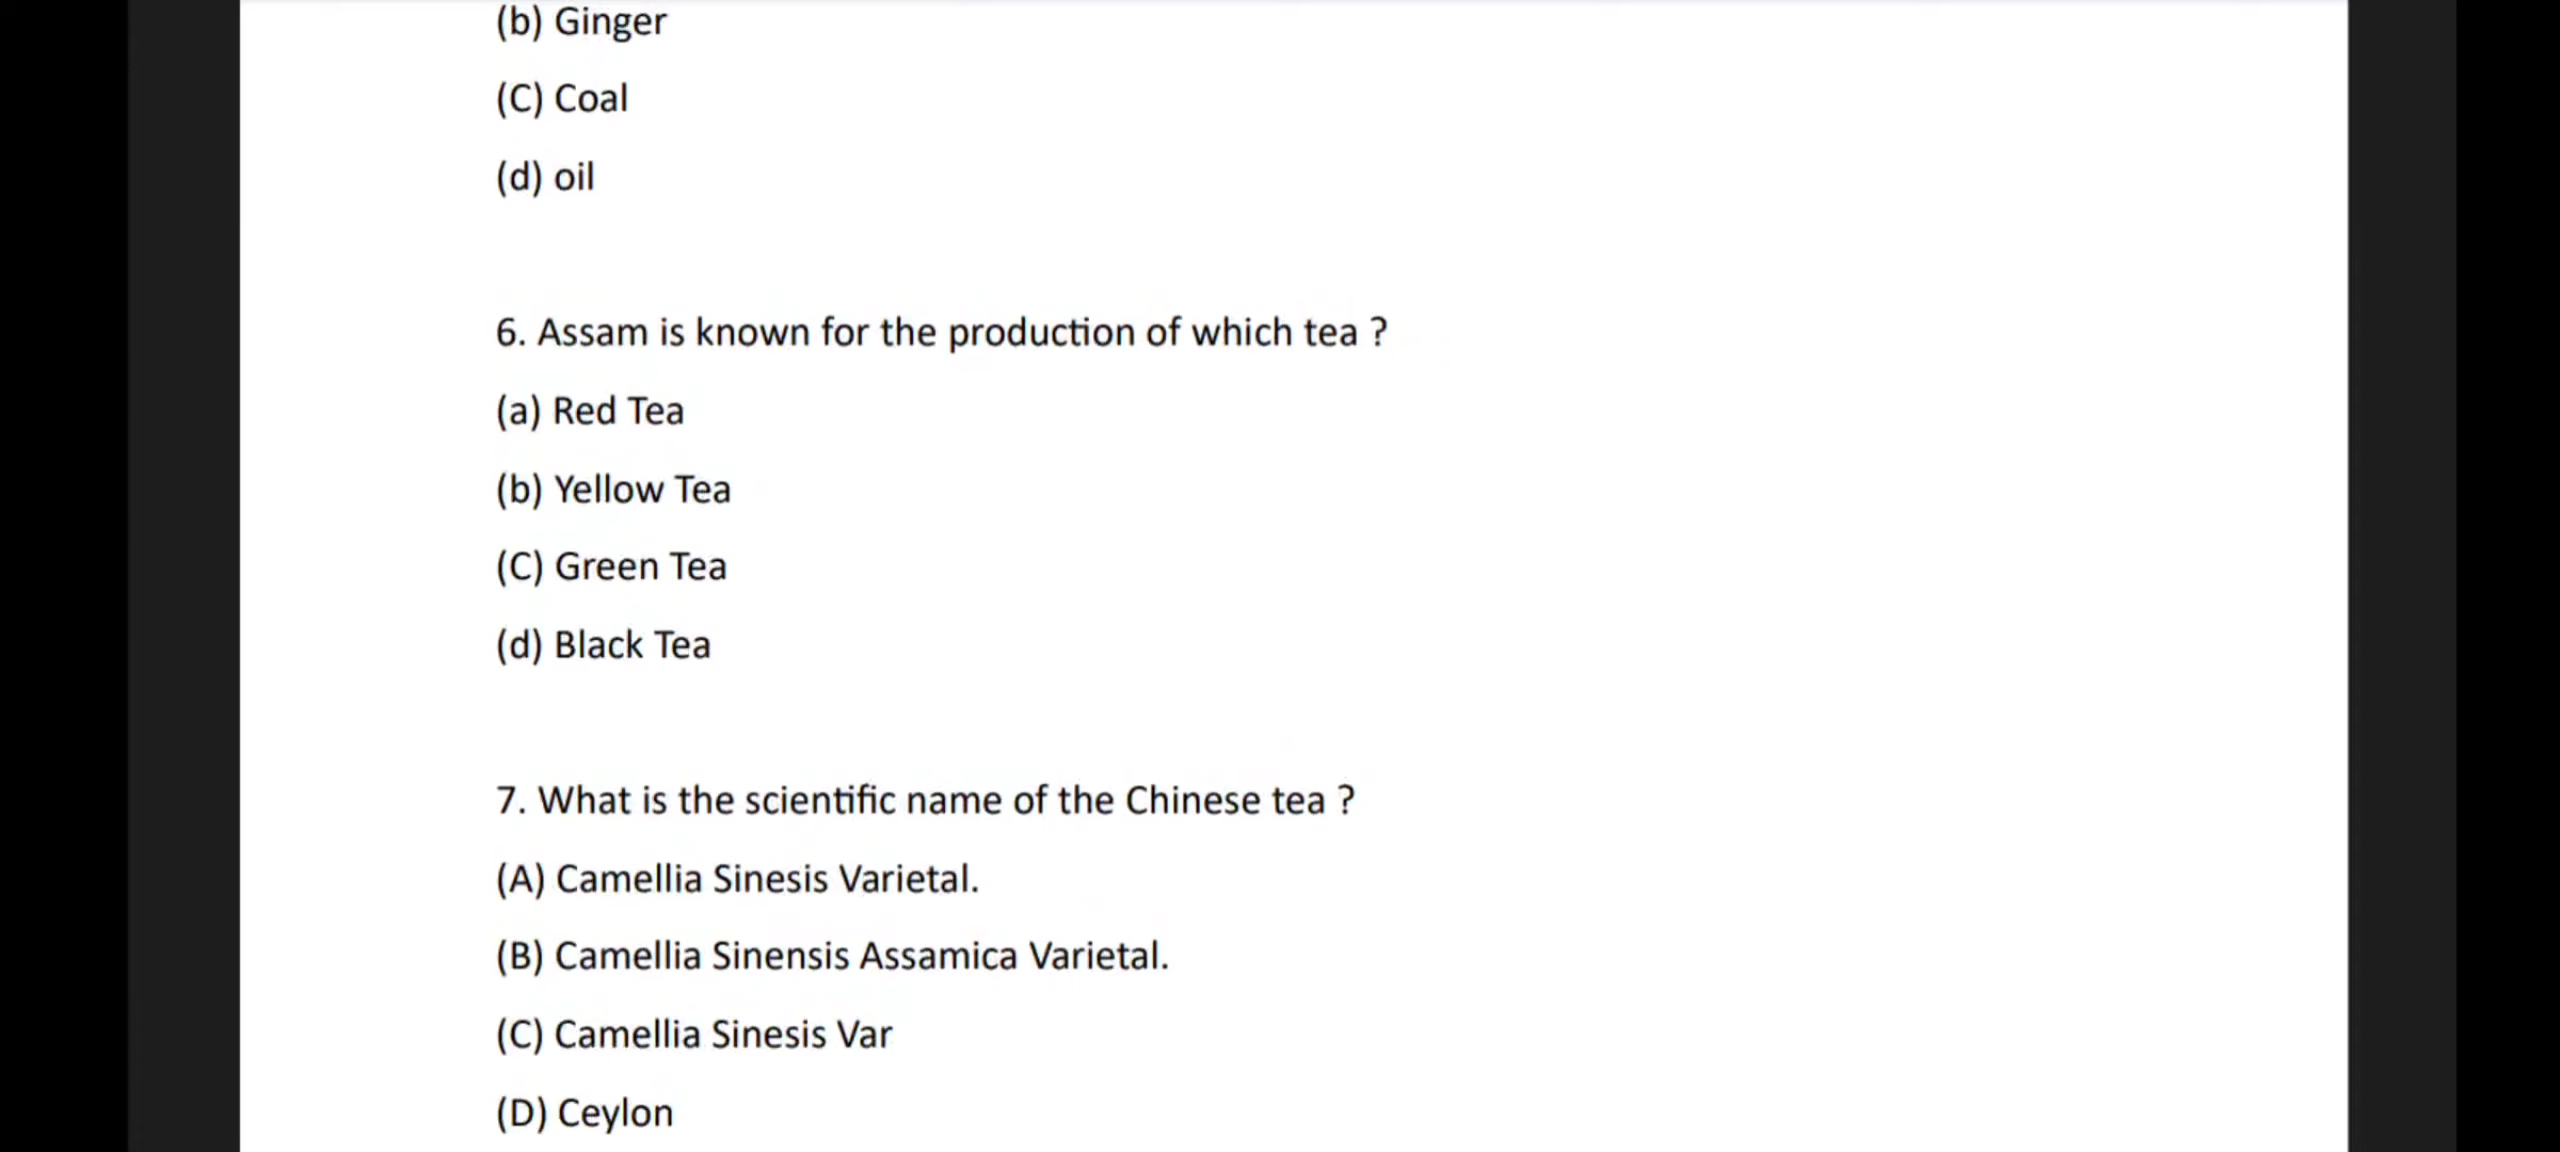 (b) Ginger
(C) Coal
(d) oil
6. Assam is known for the production of which tea ?
(a) Red Tea
(b) Yellow Tea
(C) Green Tea
(d) Black Tea
7. What is the scientific name of the Chinese tea ?
(A) Camellia Sinesis Varietal.
(B) Camellia Sinensis Assamica Varietal.
(C) Camellia Sinesis Var
(D) Ceylon